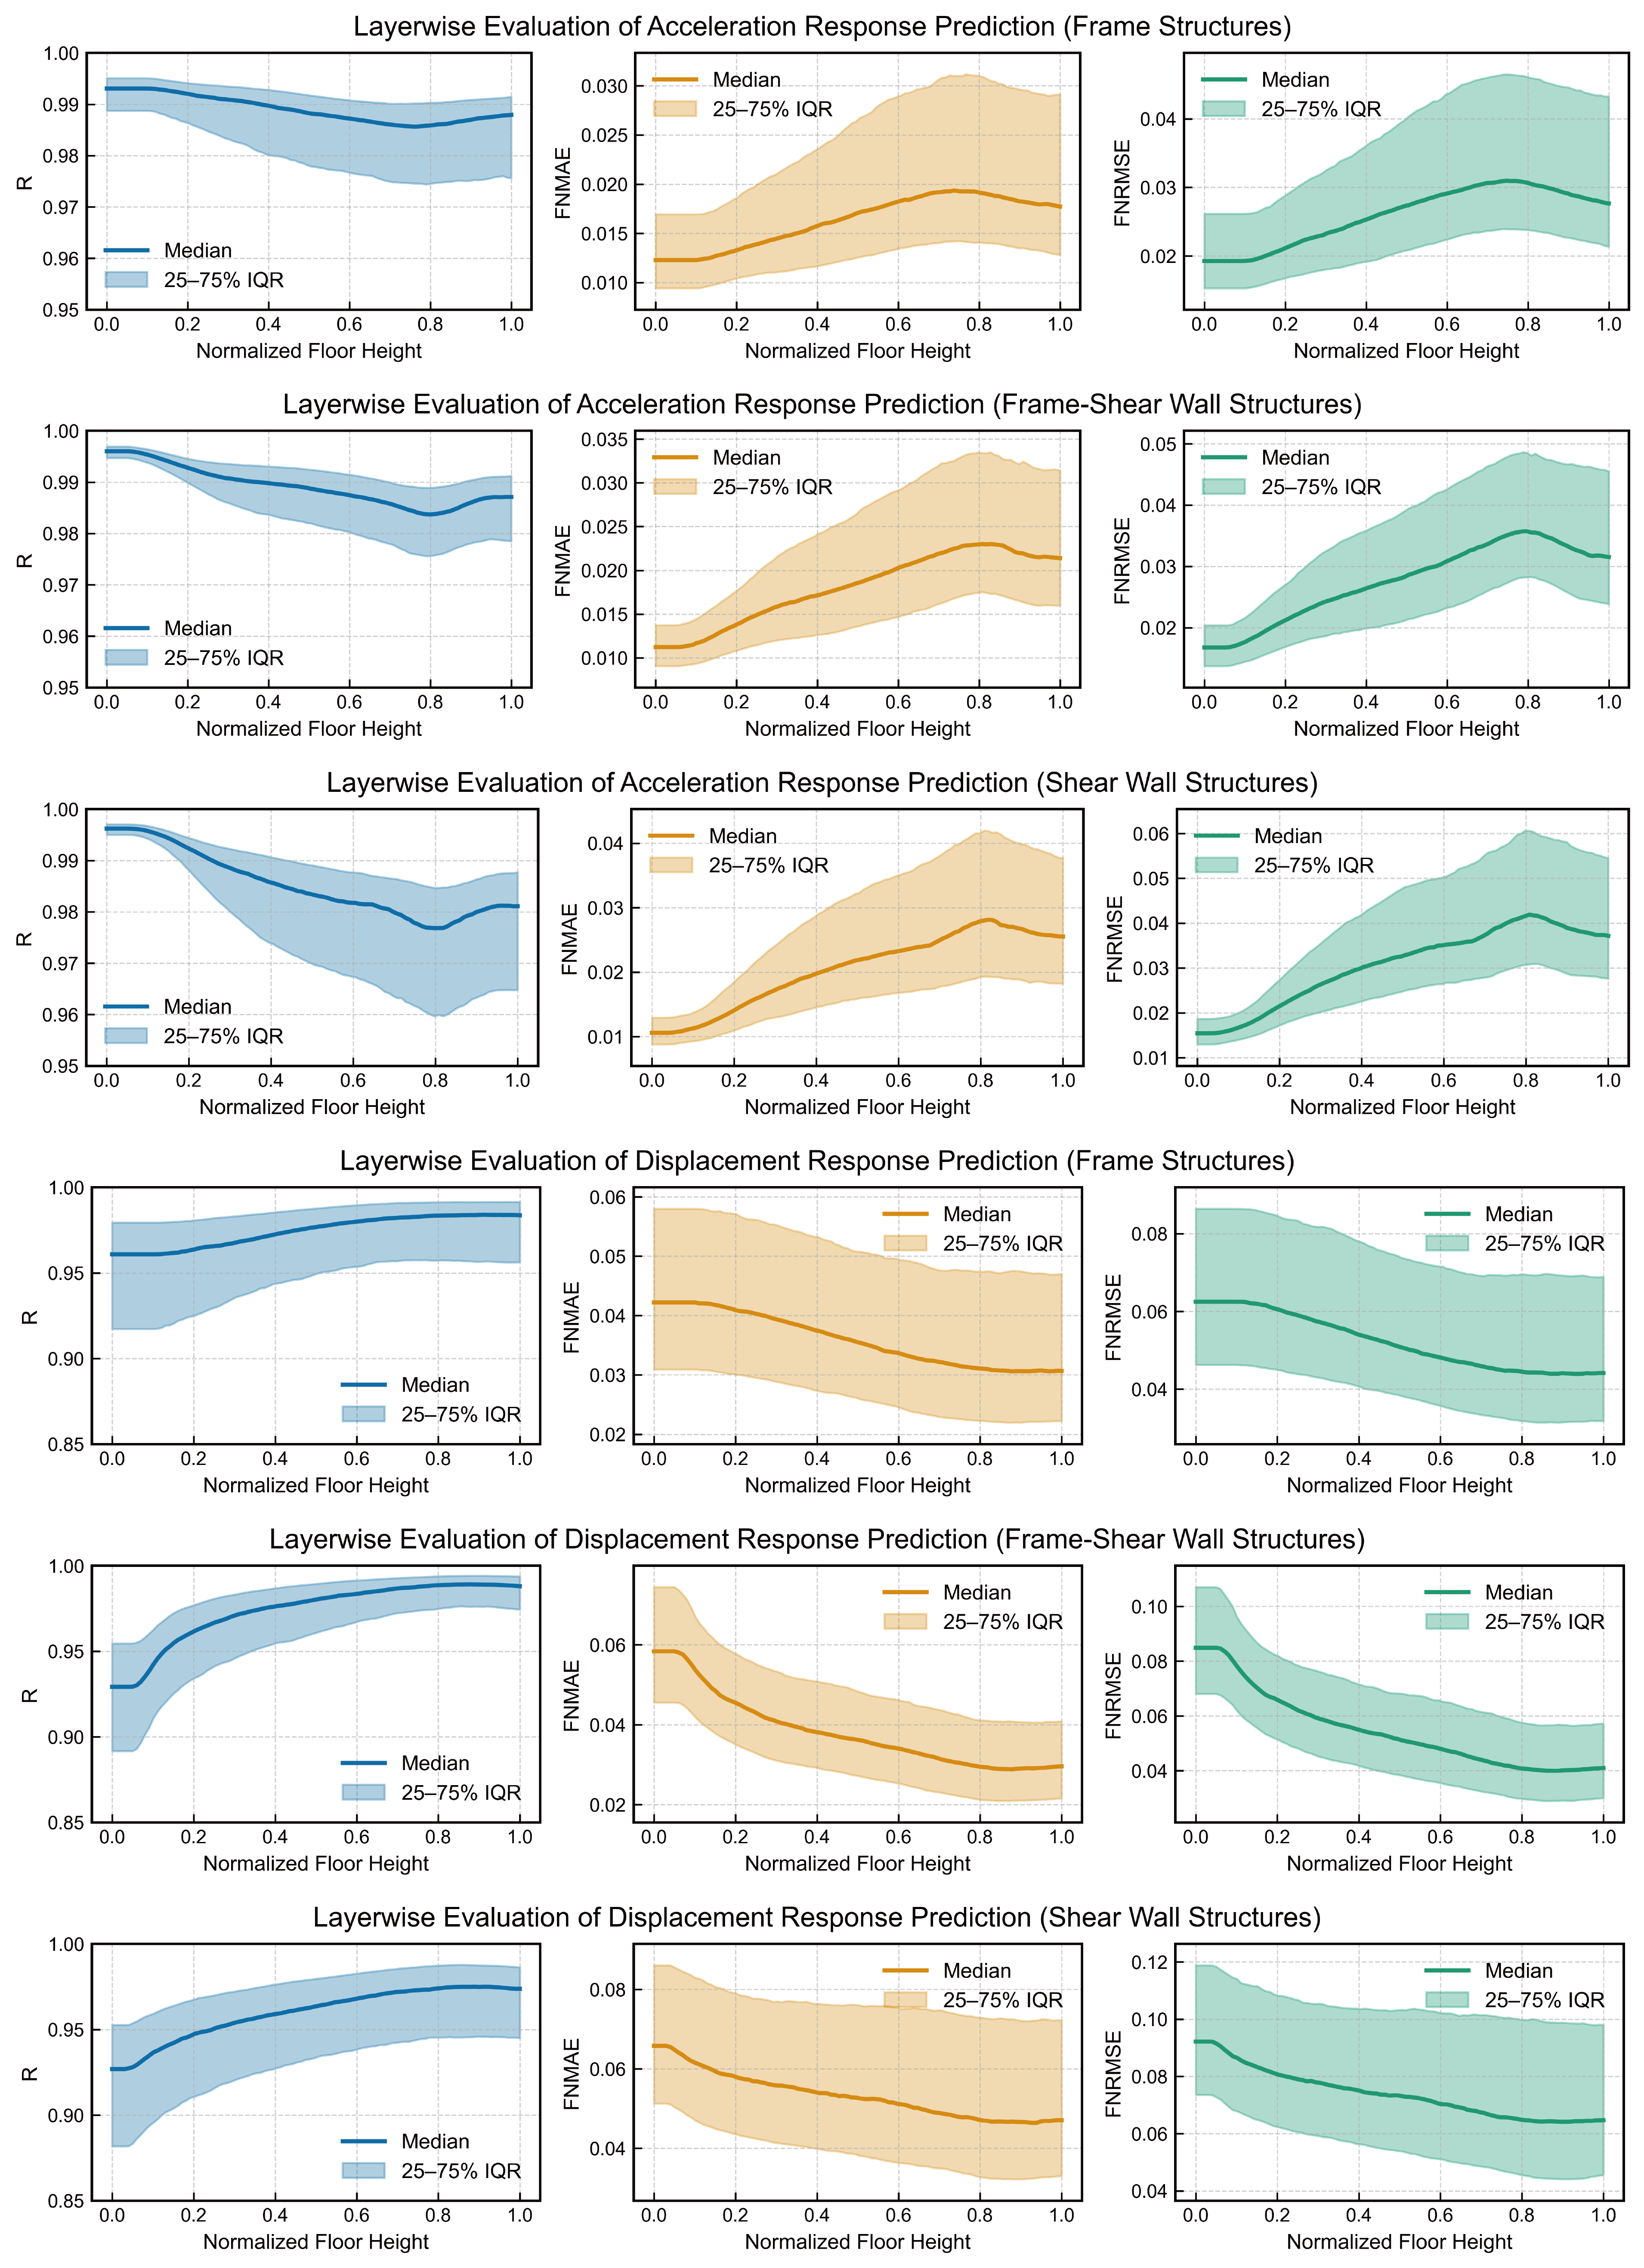 Layerwise Evaluation of Acceleration Response Prediction (Frame Structures)
1.00
0.99
0.98
0.97
0.96
0.95
R
Median
25–75% IQR
0.0 0.2 0.4 0.6 0.8 1.0
Normalized Floor Height
0.030
0.025
0.020
0.015
0.010
FNMAE
Median
25–75% IQR
0.0 0.2 0.4 0.6 0.8 1.0
Normalized Floor Height
0.04
0.03
0.02
FNRMSE
Median
25–75% IQR
0.0 0.2 0.4 0.6 0.8 1.0
Normalized Floor Height
Layerwise Evaluation of Acceleration Response Prediction (Frame-Shear Wall Structures)
1.00
0.99
0.98
0.97
0.96
0.95
R
Median
25–75% IQR
0.0 0.2 0.4 0.6 0.8 1.0
Normalized Floor Height
0.035
0.030
0.025
0.020
0.015
0.010
FNMAE
Median
25–75% IQR
0.0 0.2 0.4 0.6 0.8 1.0
Normalized Floor Height
0.05
0.04
0.03
0.02
FNRMSE
Median
25–75% IQR
0.0 0.2 0.4 0.6 0.8 1.0
Normalized Floor Height
Layerwise Evaluation of Acceleration Response Prediction (Shear Wall Structures)
1.00
0.99
0.98
0.97
0.96
0.95
R
Median
25–75% IQR
0.0 0.2 0.4 0.6 0.8 1.0
Normalized Floor Height
0.04
0.03
0.02
0.01
FNMAE
Median
25–75% IQR
0.0 0.2 0.4 0.6 0.8 1.0
Normalized Floor Height
0.06
0.05
0.04
0.03
0.02
0.01
FNRMSE
Median
25–75% IQR
0.0 0.2 0.4 0.6 0.8 1.0
Normalized Floor Height
Layerwise Evaluation of Displacement Response Prediction (Frame Structures)
1.00
0.95
0.90
0.85
R
Median
25–75% IQR
0.0 0.2 0.4 0.6 0.8 1.0
Normalized Floor Height
0.06
0.05
0.04
0.03
0.02
FNMAE
Median
25–75% IQR
0.0 0.2 0.4 0.6 0.8 1.0
Normalized Floor Height
0.08
0.06
0.04
FNRMSE
Median
25–75% IQR
0.0 0.2 0.4 0.6 0.8 1.0
Normalized Floor Height
Layerwise Evaluation of Displacement Response Prediction (Frame-Shear Wall Structures)
1.00
0.95
0.90
0.85
R
Median
25–75% IQR
0.0 0.2 0.4 0.6 0.8 1.0
Normalized Floor Height
0.06
0.04
0.02
FNMAE
Median
25–75% IQR
0.0 0.2 0.4 0.6 0.8 1.0
Normalized Floor Height
0.10
0.08
0.06
0.04
FNRMSE
Median
25–75% IQR
0.0 0.2 0.4 0.6 0.8 1.0
Normalized Floor Height
Layerwise Evaluation of Displacement Response Prediction (Shear Wall Structures)
1.00
0.95
0.90
0.85
R
Median
25–75% IQR
0.0 0.2 0.4 0.6 0.8 1.0
Normalized Floor Height
0.08
0.06
0.04
FNMAE
Median
25–75% IQR
0.0 0.2 0.4 0.6 0.8 1.0
Normalized Floor Height
0.12
0.10
0.08
0.06
0.04
FNRMSE
Median
25–75% IQR
0.0 0.2 0.4 0.6 0.8 1.0
Normalized Floor Height